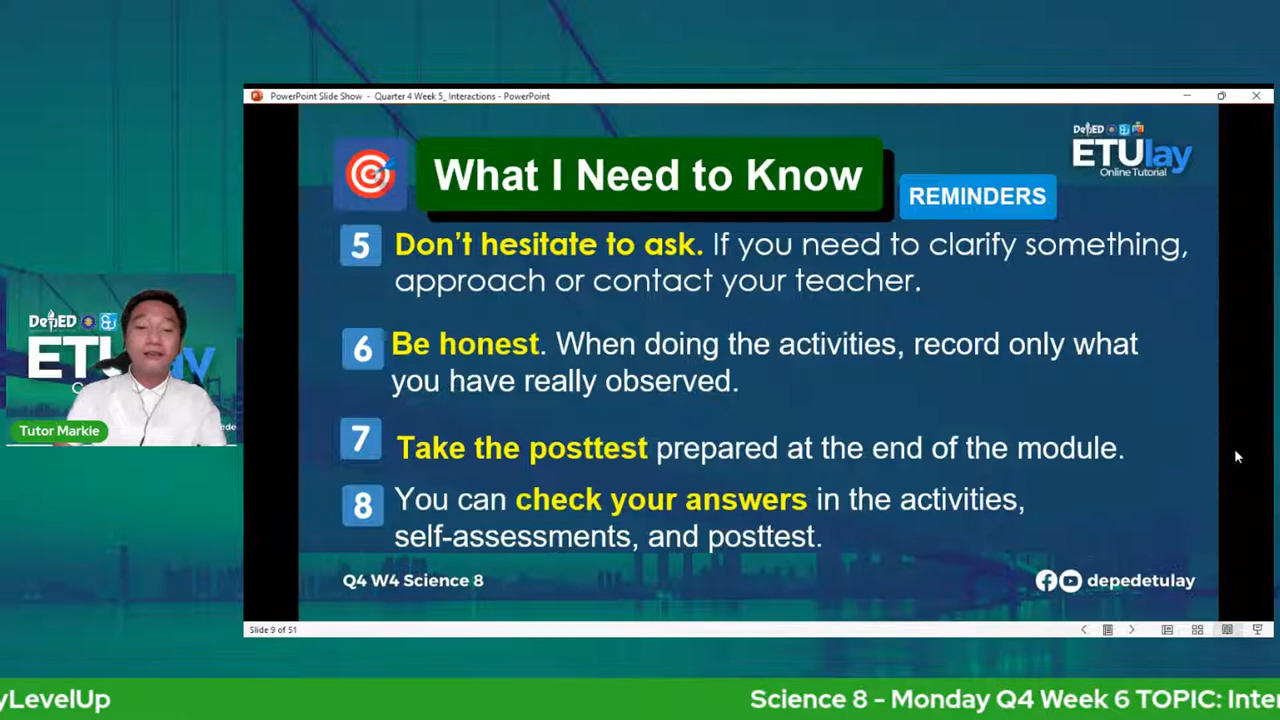 PowerPoint Slide Show - Quarter 4 Week 5_ Interactions - PowerPoint
What I Need to Know
REMINDERS
DepED
ETUlay
Online Tutorial
5 Don't hesitate to ask. If you need to clarify something,
approach or contact your teacher.
6 Be honest. When doing the activities, record only what
you have really observed.
7 Take the posttest prepared at the end of the module.
8 You can check your answers in the activities,
self-assessments, and posttest.
Q4 W4 Science 8
depedetulay
Slide 9 of 51
DepED
ETU
Tutor Markie
yLevelUp
Science 8 - Monday Q4 Week 6 TOPIC: Inter